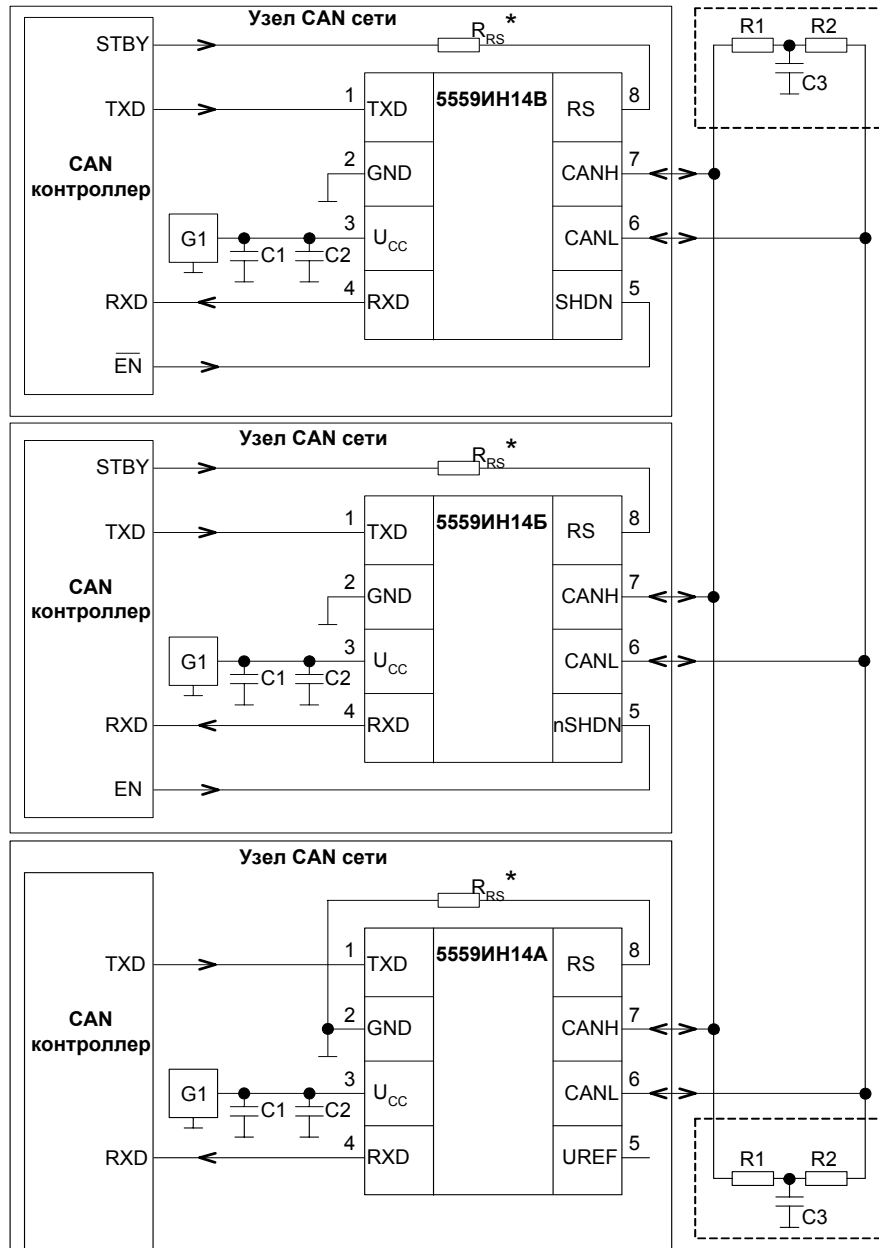 Узел CAN сети
STBY
R_RS *
TXD
1
TXD
5559ИН14В
RS
8
CAN
контроллер
2
GND
CANH
7
G1
C1
C2
3
U_CC
CANL
6
RXD
4
RXD
SHDN
5
E̅N̅
R1
R2
C3
Узел CAN сети
STBY
R_RS *
TXD
1
TXD
5559ИН14Б
RS
8
CAN
контроллер
2
GND
CANH
7
G1
C1
C2
3
U_CC
CANL
6
RXD
4
RXD
nSHDN
5
EN
Узел CAN сети
R_RS *
TXD
1
TXD
5559ИН14А
RS
8
CAN
контроллер
2
GND
CANH
7
G1
C1
C2
3
U_CC
CANL
6
RXD
4
RXD
UREF
5
R1
R2
C3